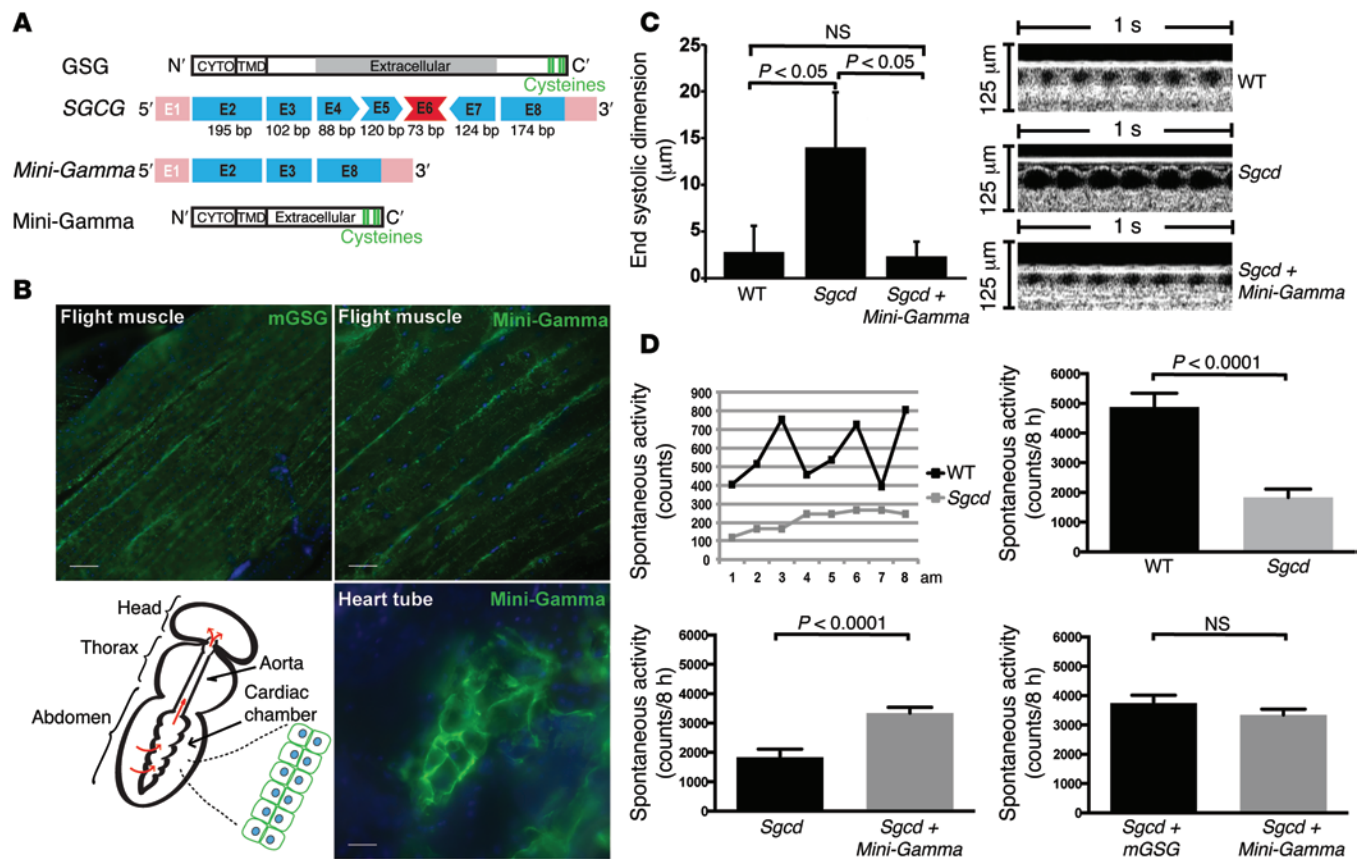 A
GSG N′ CYTO TMD Extracellular C′
Cysteines
SGCG 5′ E1 E2 E3 E4 E5 E6 E7 E8 3′
195 bp 102 bp 88 bp 120 bp 73 bp 124 bp 174 bp
Mini-Gamma 5′ E1 E2 E3 E8 3′
Mini-Gamma N′ CYTO TMD Extracellular C′
Cysteines
B
Flight muscle mGSG
Flight muscle Mini-Gamma
Head
Thorax
Aorta
Cardiac
chamber
Abdomen
Heart tube Mini-Gamma
C
End systolic dimension
(μm)
25
20
15
10
5
0
NS
P < 0.05
P < 0.05
WT
Sgcd
Sgcd +
Mini-Gamma
1 s
125 μm
WT
1 s
125 μm
Sgcd
1 s
125 μm
Sgcd +
Mini-Gamma
D
Spontaneous activity
(counts)
900
800
700
600
500
400
300
200
100
0
1 2 3 4 5 6 7 8 am
WT
Sgcd
Spontaneous activity
(counts/8 h)
6000
5000
4000
3000
2000
1000
0
P < 0.0001
WT
Sgcd
Spontaneous activity
(counts/8 h)
6000
5000
4000
3000
2000
1000
0
P < 0.0001
Sgcd
Sgcd +
Mini-Gamma
Spontaneous activity
(counts/8 h)
6000
5000
4000
3000
2000
1000
0
NS
Sgcd +
mGSG
Sgcd +
Mini-Gamma